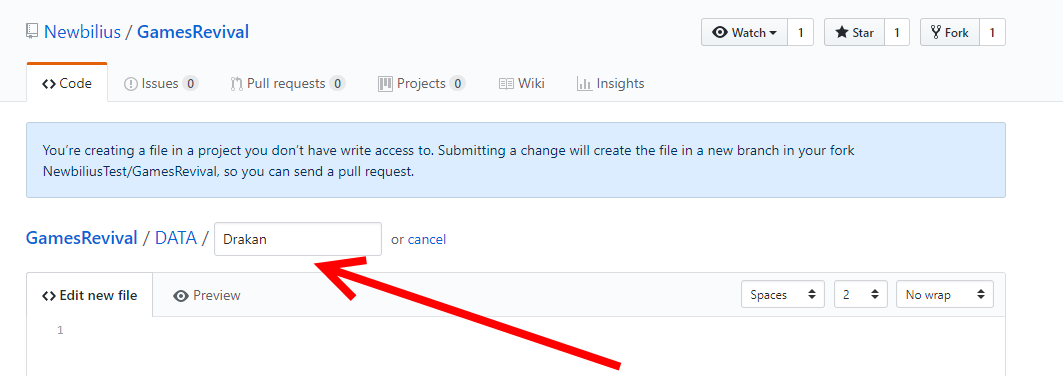 Newbilius / GamesRevival
Watch 1 Star 1 Fork 1
Code Issues 0 Pull requests 0 Projects 0 Wiki Insights
You're creating a file in a project you don't have write access to. Submitting a change will create the file in a new branch in your fork
NewbiliusTest/GamesRevival, so you can send a pull request.
GamesRevival / DATA / Drakan or cancel
Edit new file Preview Spaces 2 No wrap
1